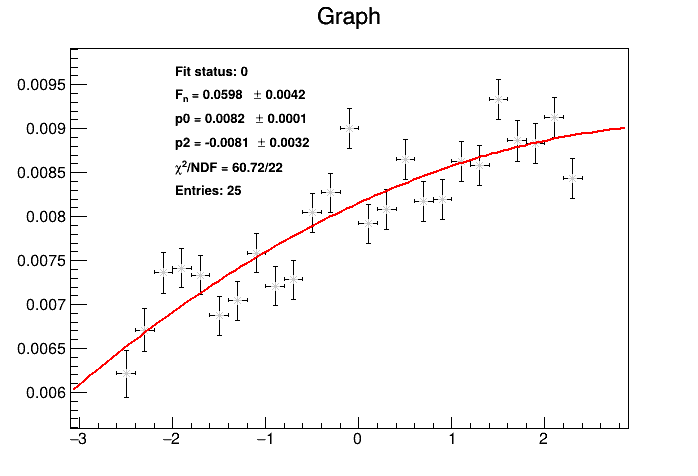 Graph
Fit status: 0
Fn = 0.0598 ± 0.0042
p0 = 0.0082 ± 0.0001
p2 = -0.0081 ± 0.0032
χ²/NDF = 60.72/22
Entries: 25
0.0095
0.009
0.0085
0.008
0.0075
0.007
0.0065
0.006
−3 −2 −1 0 1 2